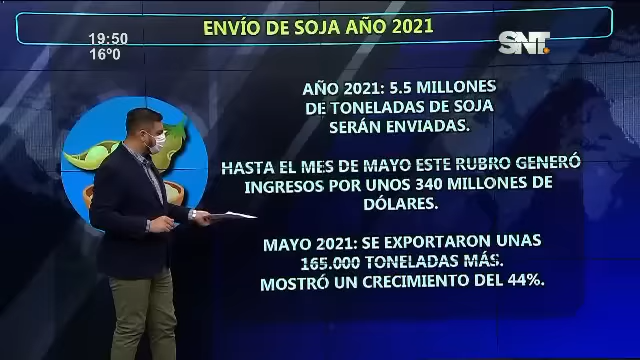 ENVÍO DE SOJA AÑO 2021
19:50
16°0
SNT.
AÑO 2021: 5.5 MILLONES
DE TONELADAS DE SOJA
SERÁN ENVIADAS.
HASTA EL MES DE MAYO ESTE RUBRO GENERÓ
INGRESOS POR UNOS 340 MILLONES DE
DÓLARES.
MAYO 2021: SE EXPORTARON UNAS
165.000 TONELADAS MÁS.
MOSTRÓ UN CRECIMIENTO DEL 44%.